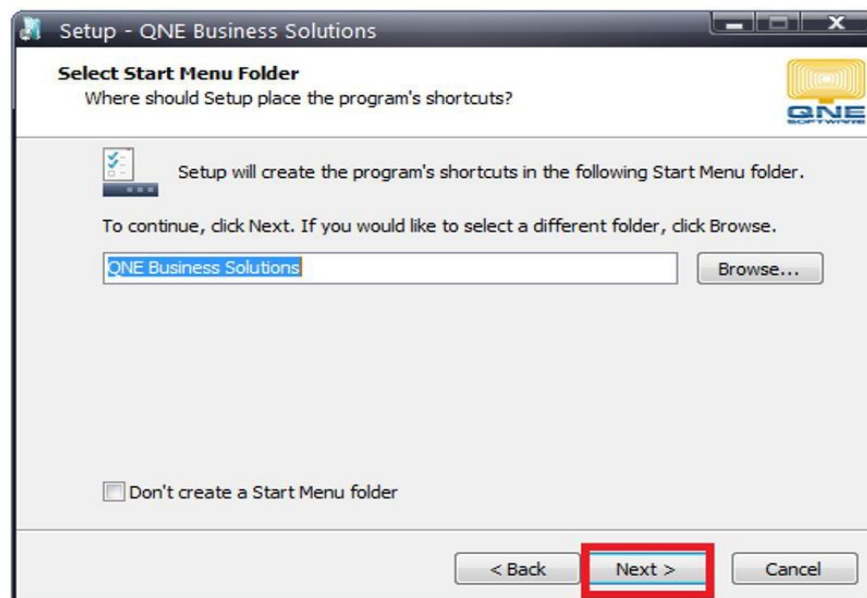 Setup - QNE Business Solutions
Select Start Menu Folder
Where should Setup place the program's shortcuts?
QNE
SOFTWARE
Setup will create the program's shortcuts in the following Start Menu folder.
To continue, click Next. If you would like to select a different folder, click Browse.
QNE Business Solutions
Browse...
Don't create a Start Menu folder
< Back
Next >
Cancel